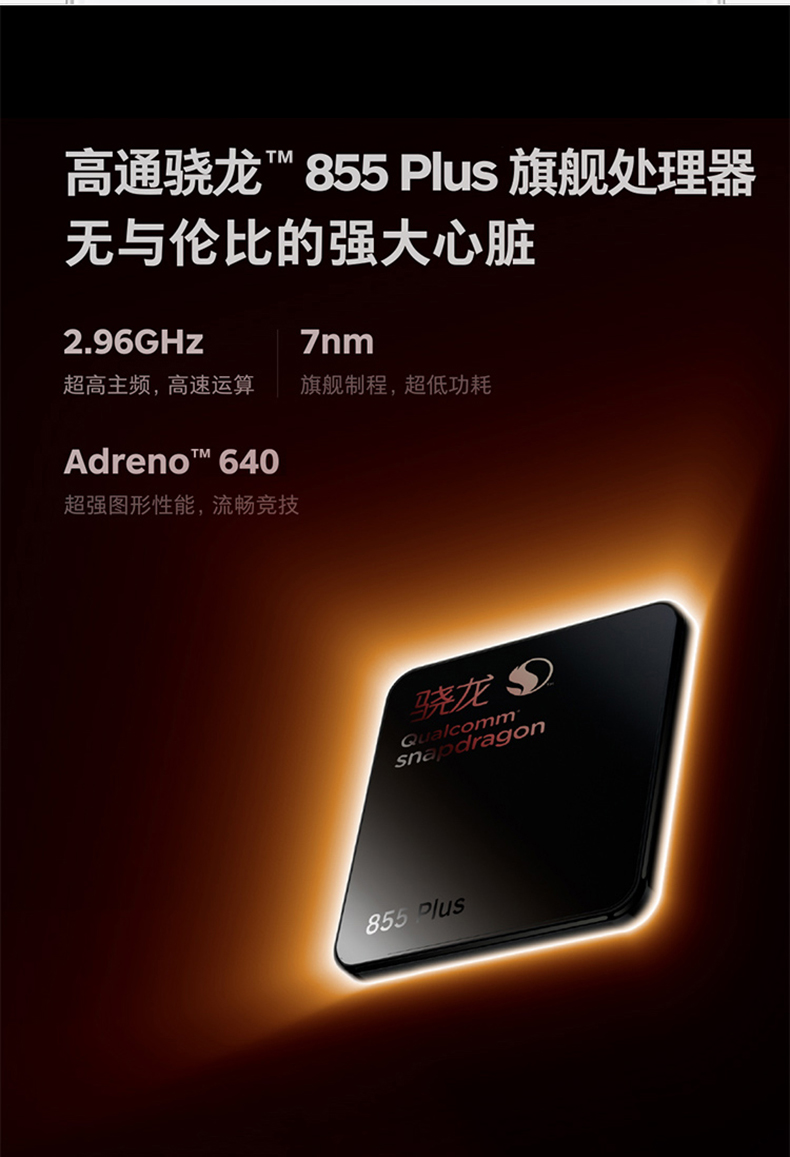 高通骁龙™ 855 Plus 旗舰处理器
无与伦比的强大心脏
2.96GHz
超高主频，高速运算
7nm
旗舰制程，超低功耗
Adreno™ 640
超强图形性能，流畅竞技
骁龙
Qualcomm
snapdragon
855 Plus